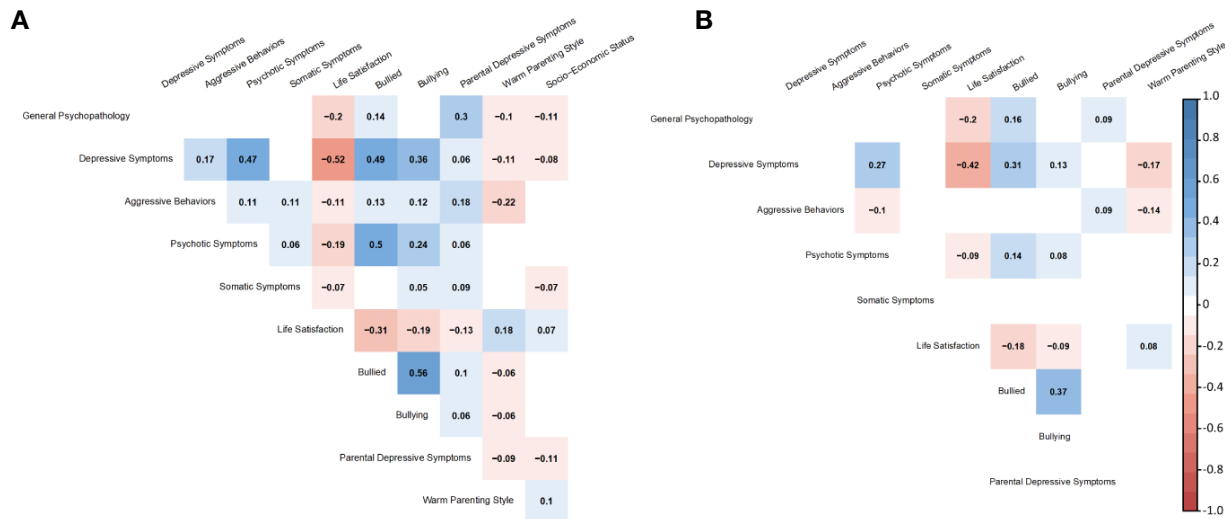 A
Depressive Symptoms
Aggressive Behaviors
Psychotic Symptoms
Somatic Symptoms
Life Satisfaction
Bullied
Bullying
Parental Depressive Symptoms
Warm Parenting Style
Socio−Economic Status
General Psychopathology −0.2 0.14 0.3 −0.1 −0.11
Depressive Symptoms 0.17 0.47 −0.52 0.49 0.36 0.06 −0.11 −0.08
Aggressive Behaviors 0.11 0.11 −0.11 0.13 0.12 0.18 −0.22
Psychotic Symptoms 0.06 −0.19 0.5 0.24 0.06
Somatic Symptoms −0.07 0.05 0.09 −0.07
Life Satisfaction −0.31 −0.19 −0.13 0.18 0.07
Bullied 0.56 0.1 −0.06
Bullying 0.06 −0.06
Parental Depressive Symptoms −0.09 −0.11
Warm Parenting Style 0.1
B
Depressive Symptoms
Aggressive Behaviors
Psychotic Symptoms
Somatic Symptoms
Life Satisfaction
Bullied
Bullying
Parental Depressive Symptoms
Warm Parenting Style
General Psychopathology −0.2 0.16 0.09
Depressive Symptoms 0.27 −0.42 0.31 0.13 −0.17
Aggressive Behaviors −0.1 0.09 −0.14
Psychotic Symptoms −0.09 0.14 0.08
Somatic Symptoms
Life Satisfaction −0.18 −0.09 0.08
Bullied 0.37
Bullying
Parental Depressive Symptoms
1.0
0.8
0.6
0.4
0.2
0
-0.2
-0.4
-0.6
-0.8
-1.0